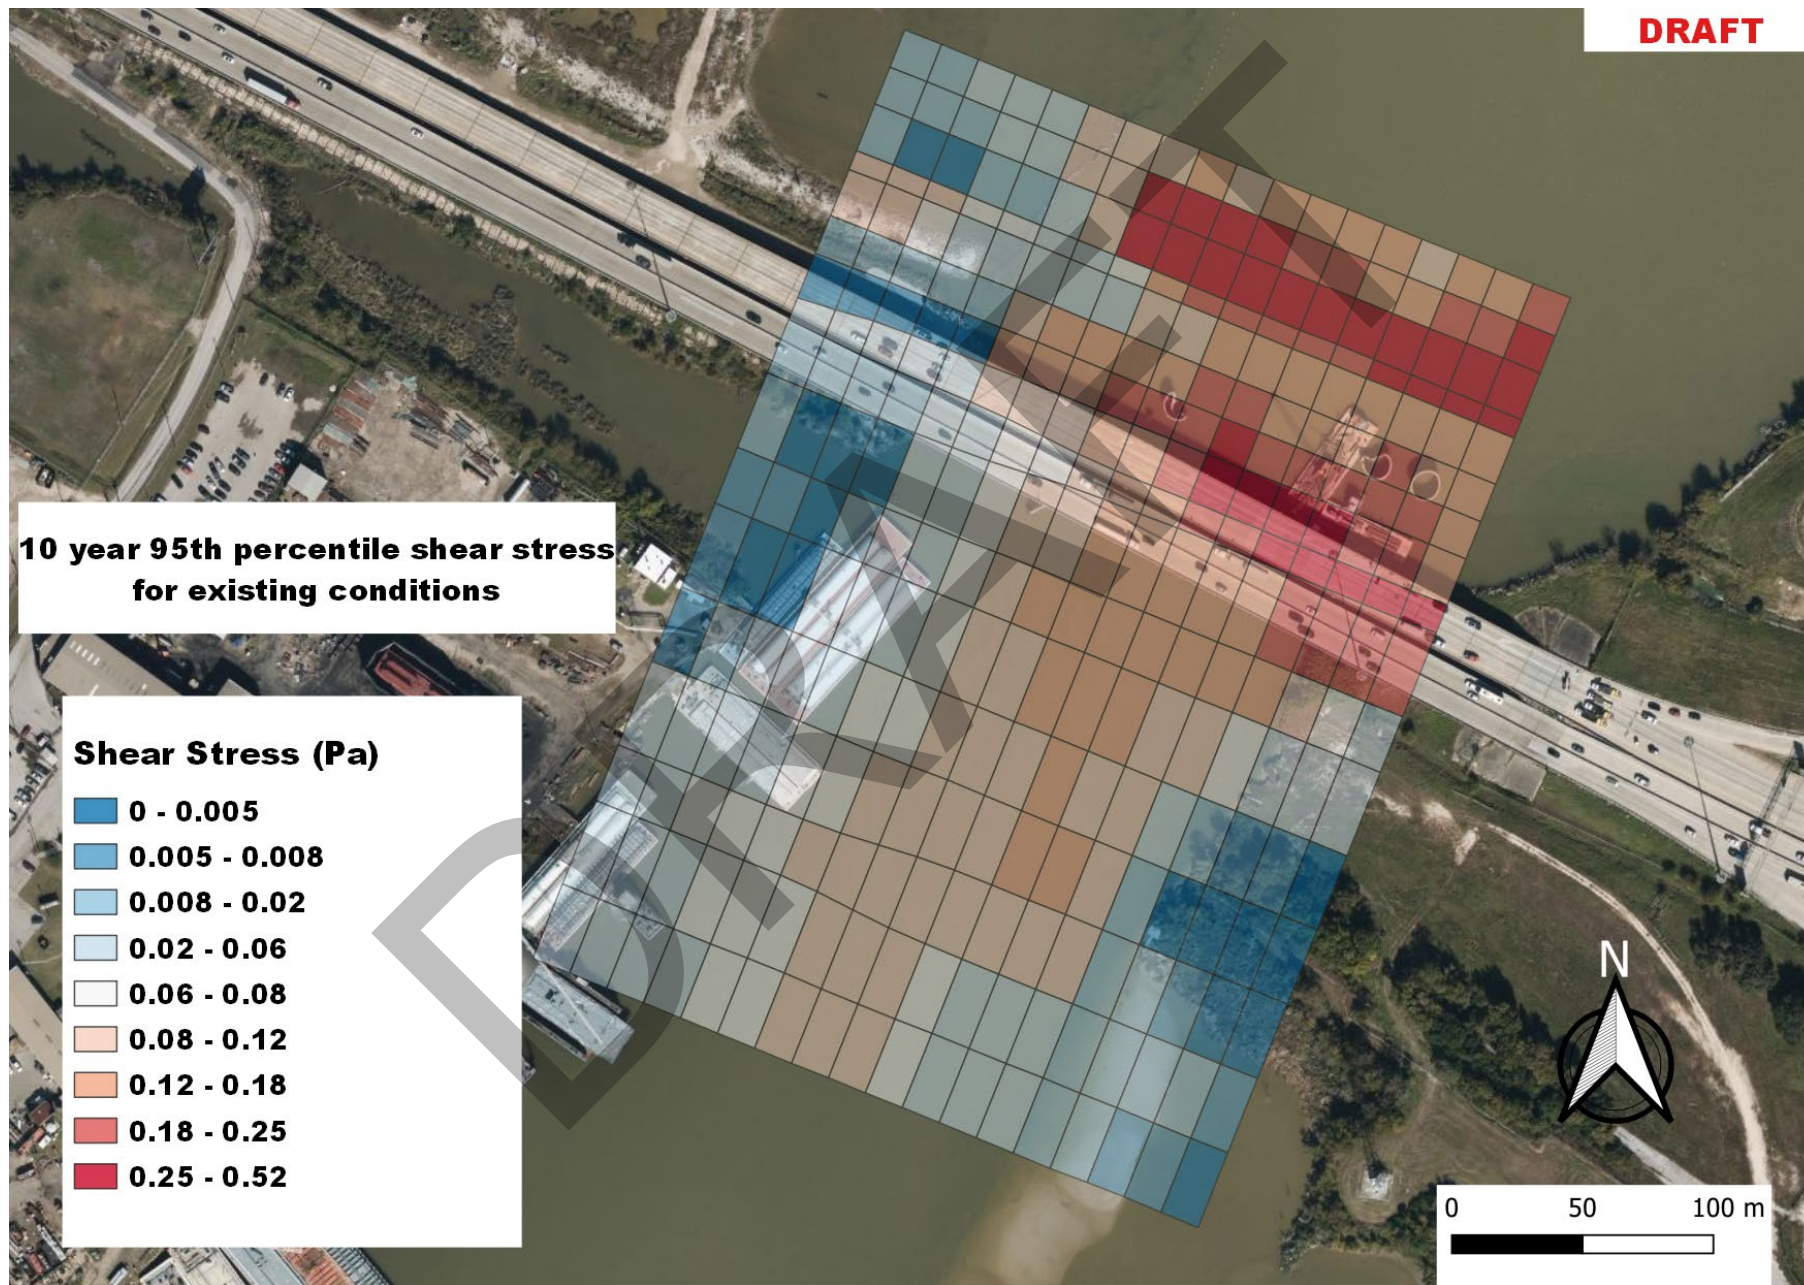 DRAFT
DRAFT
10 year 95th percentile shear stress
for existing conditions
Shear Stress (Pa)
0 - 0.005
0.005 - 0.008
0.008 - 0.02
0.02 - 0.06
0.06 - 0.08
0.08 - 0.12
0.12 - 0.18
0.18 - 0.25
0.25 - 0.52
N
0 50 100 m